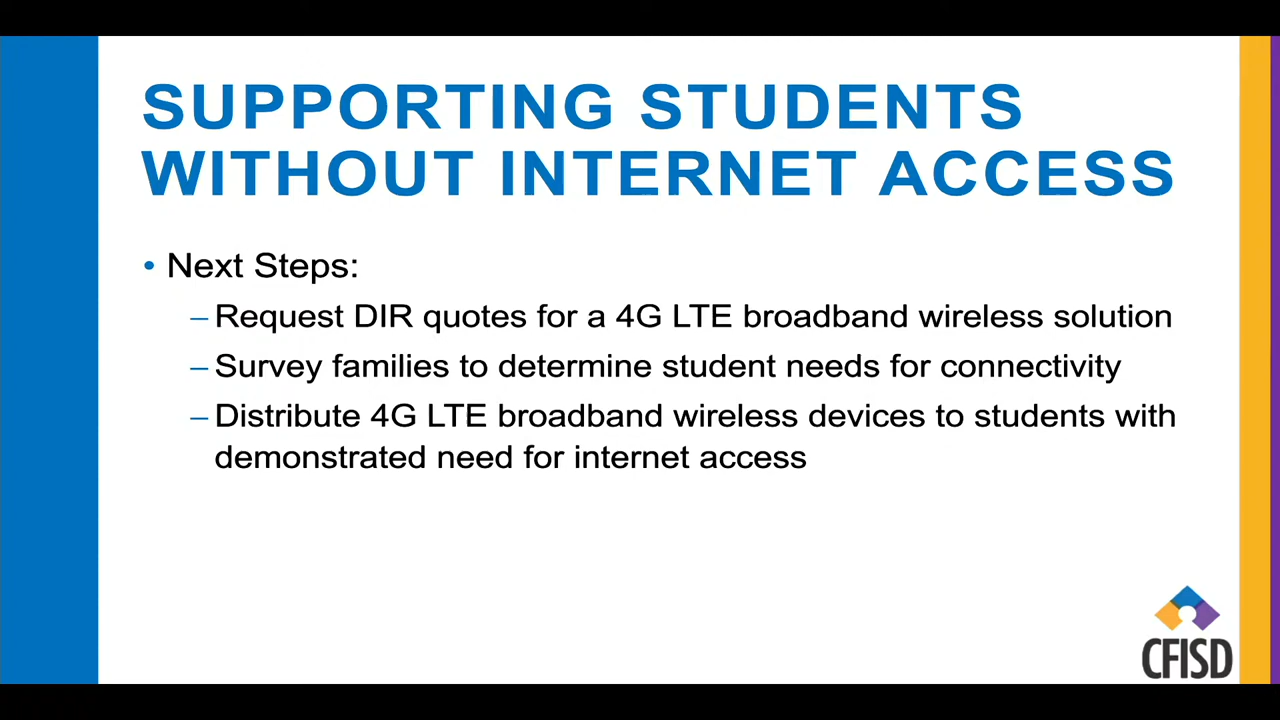 SUPPORTING STUDENTS
WITHOUT INTERNET ACCESS
• Next Steps:
– Request DIR quotes for a 4G LTE broadband wireless solution
– Survey families to determine student needs for connectivity
– Distribute 4G LTE broadband wireless devices to students with
demonstrated need for internet access
CFISD